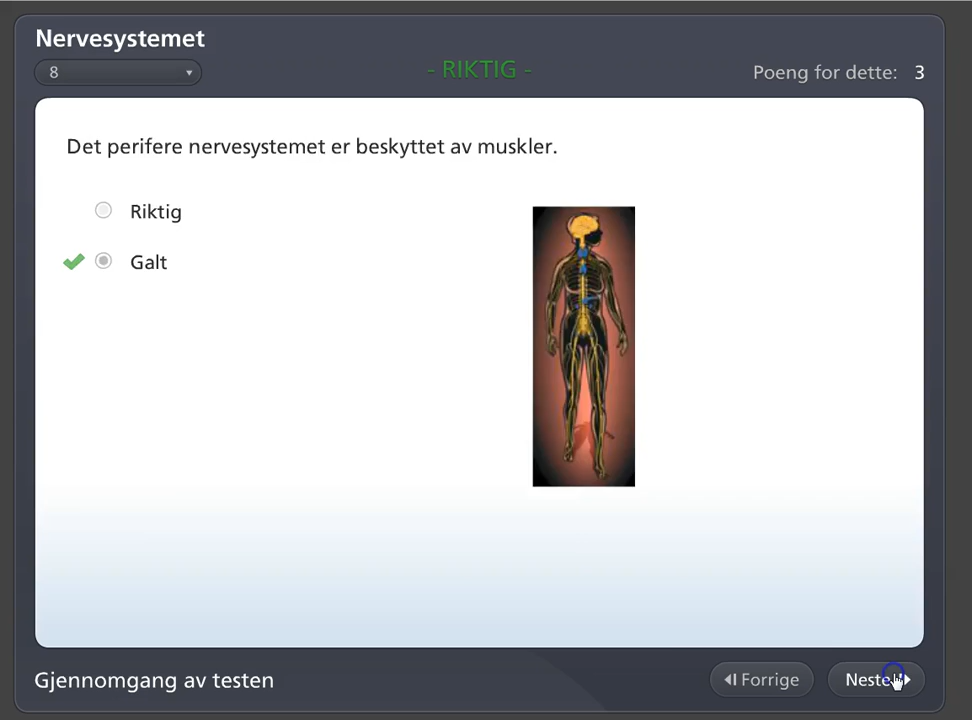 Nervesystemet
8
- RIKTIG -
Poeng for dette: 3
Det perifere nervesystemet er beskyttet av muskler.
Riktig
Galt
Gjennomgang av testen
Forrige
Neste